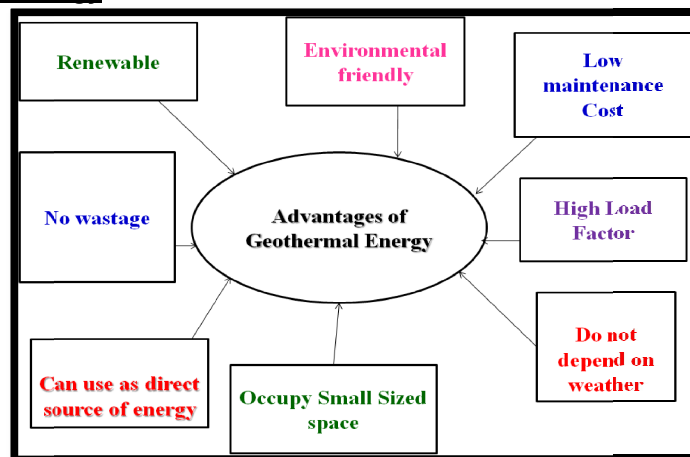 Renewable
Environmental
friendly
Low
maintenance
Cost
No wastage
Advantages of
Geothermal Energy
High Load
Factor
Can use as direct
source of energy
Occupy Small Sized
space
Do not
depend on
weather